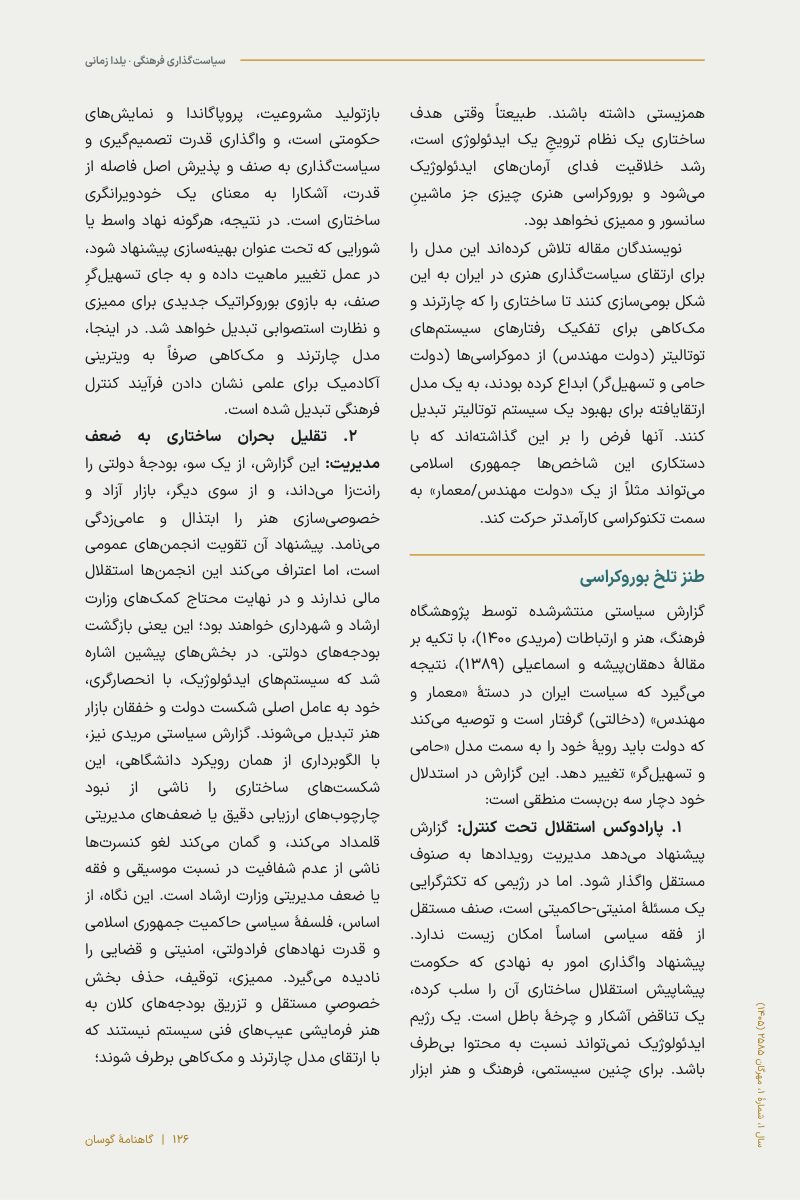 سیاست‌گذاری فرهنگی · یلدا زمانی
همزیستی داشته باشند. طبیعتاً وقتی هدف
ساختاری یک نظام ترویجِ یک ایدئولوژی است،
رشد خلاقیت فدای آرمان‌های ایدئولوژیک
می‌شود و بوروکراسی هنری چیزی جز ماشینِ
سانسور و ممیزی نخواهد بود.
نویسندگان مقاله تلاش کرده‌اند این مدل را
برای ارتقای سیاست‌گذاری هنری در ایران به این
شکل بومی‌سازی کنند تا ساختاری را که چارترند و
مک‌کاهی برای تفکیک رفتارهای سیستم‌های
توتالیتر (دولت مهندس) از دموکراسی‌ها (دولت
حامی و تسهیل‌گر) ابداع کرده بودند، به یک مدل
ارتقایافته برای بهبود یک سیستم توتالیتر تبدیل
کنند. آنها فرض را بر این گذاشته‌اند که با
دستکاری این شاخص‌ها جمهوری اسلامی
می‌تواند مثلاً از یک «دولت مهندس/معمار» به
سمت تکنوکراسی کارآمدتر حرکت کند.
طنز تلخ بوروکراسی
گزارش سیاستی منتشرشده توسط پژوهشگاه
فرهنگ، هنر و ارتباطات (مریدی ۱۴۰۰)، با تکیه بر
مقالهٔ دهقان‌پیشه و اسماعیلی (۱۳۸۹)، نتیجه
می‌گیرد که سیاست ایران در دستهٔ «معمار و
مهندس» (دخالتی) گرفتار است و توصیه می‌کند
که دولت باید رویهٔ خود را به سمت مدل «حامی
و تسهیل‌گر» تغییر دهد. این گزارش در استدلال
خود دچار سه بن‌بست منطقی است:
۱. پارادوکس استقلال تحت کنترل: گزارش
پیشنهاد می‌دهد مدیریت رویدادها به صنوف
مستقل واگذار شود. اما در رژیمی که تکثرگرایی
یک مسئلهٔ امنیتی-حاکمیتی است، صنف مستقل
از فقه سیاسی اساساً امکان زیست ندارد.
پیشنهاد واگذاری امور به نهادی که حکومت
پیشاپیش استقلال ساختاری آن را سلب کرده،
یک تناقض آشکار و چرخهٔ باطل است. یک رژیم
ایدئولوژیک نمی‌تواند نسبت به محتوا بی‌طرف
باشد. برای چنین سیستمی، فرهنگ و هنر ابزار
بازتولید مشروعیت، پروپاگاندا و نمایش‌های
حکومتی است، و واگذاری قدرت تصمیم‌گیری و
سیاست‌گذاری به صنف و پذیرش اصل فاصله از
قدرت، آشکارا به معنای یک خودویرانگری
ساختاری است. در نتیجه، هرگونه نهاد واسط یا
شورایی که تحت عنوان بهینه‌سازی پیشنهاد شود،
در عمل تغییر ماهیت داده و به جای تسهیل‌گرِ
صنف، به بازوی بوروکراتیک جدیدی برای ممیزی
و نظارت استصوابی تبدیل خواهد شد. در اینجا،
مدل چارترند و مک‌کاهی صرفاً به ویترینی
آکادمیک برای علمی نشان دادن فرآیند کنترل
فرهنگی تبدیل شده است.
۲. تقلیل بحران ساختاری به ضعف
مدیریت: این گزارش، از یک سو، بودجهٔ دولتی را
رانت‌زا می‌داند، و از سوی دیگر، بازار آزاد و
خصوصی‌سازی هنر را ابتذال و عامی‌زدگی
می‌نامد. پیشنهاد آن تقویت انجمن‌های عمومی
است، اما اعتراف می‌کند این انجمن‌ها استقلال
مالی ندارند و در نهایت محتاج کمک‌های وزارت
ارشاد و شهرداری خواهند بود؛ این یعنی بازگشت
بودجه‌های دولتی. در بخش‌های پیشین اشاره
شد که سیستم‌های ایدئولوژیک، با انحصارگری،
خود به عامل اصلی شکست دولت و خفقان بازار
هنر تبدیل می‌شوند. گزارش سیاستی مریدی نیز،
با الگوبرداری از همان رویکرد دانشگاهی، این
شکست‌های ساختاری را ناشی از نبود
چارچوب‌های ارزیابی دقیق یا ضعف‌های مدیریتی
قلمداد می‌کند، و گمان می‌کند لغو کنسرت‌ها
ناشی از عدم شفافیت در نسبت موسیقی و فقه
یا ضعف مدیریتی وزارت ارشاد است. این نگاه، از
اساس، فلسفهٔ سیاسی حاکمیت جمهوری اسلامی
و قدرت نهادهای فرادولتی، امنیتی و قضایی را
نادیده می‌گیرد. ممیزی، توقیف، حذف بخش
خصوصیِ مستقل و تزریق بودجه‌های کلان به
هنر فرمایشی عیب‌های فنی سیستم نیستند که
با ارتقای مدل چارترند و مک‌کاهی برطرف شوند؛
سال ۱، شمارهٔ ۱، مهرگان ۲۵۸۵ (۱۴۰۵)
۱۲۶ | گاهنامهٔ گوسان